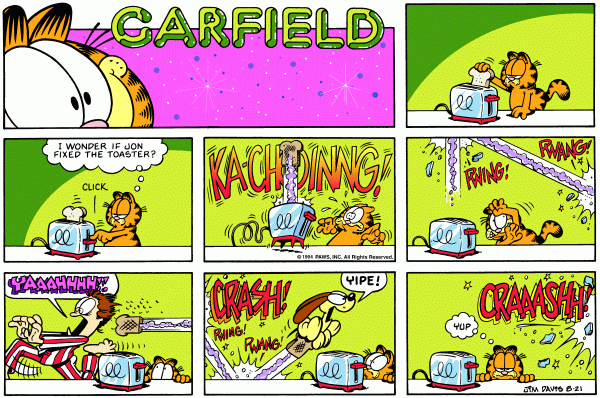 GARFIELD
I WONDER IF JON
FIXED THE TOASTER?
CLICK
KA-CHOINNG!
© 1994 PAWS, INC. All Rights Reserved.
PWING!
PWANG!
YAAAHHHH!!
CRASH!
PWING!
PWANG!
YIPE!
CRAAASHH!
YUP
JIM DAVIS 8-21